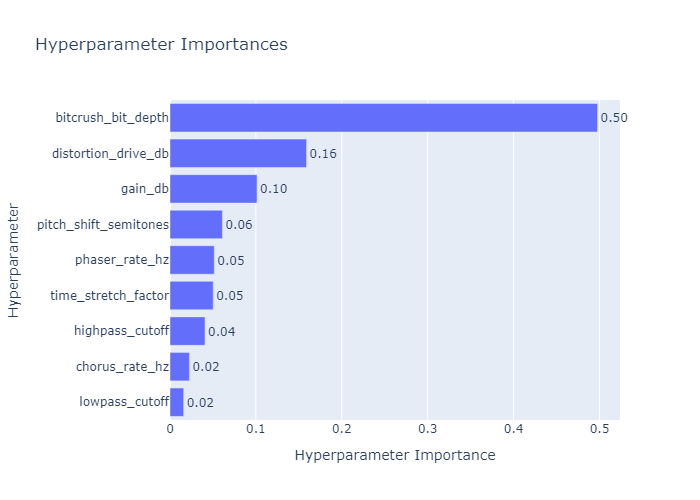 Hyperparameter Importances
Hyperparameter
bitcrush_bit_depth 0.50
distortion_drive_db 0.16
gain_db 0.10
pitch_shift_semitones 0.06
phaser_rate_hz 0.05
time_stretch_factor 0.05
highpass_cutoff 0.04
chorus_rate_hz 0.02
lowpass_cutoff 0.02
0 0.1 0.2 0.3 0.4 0.5
Hyperparameter Importance